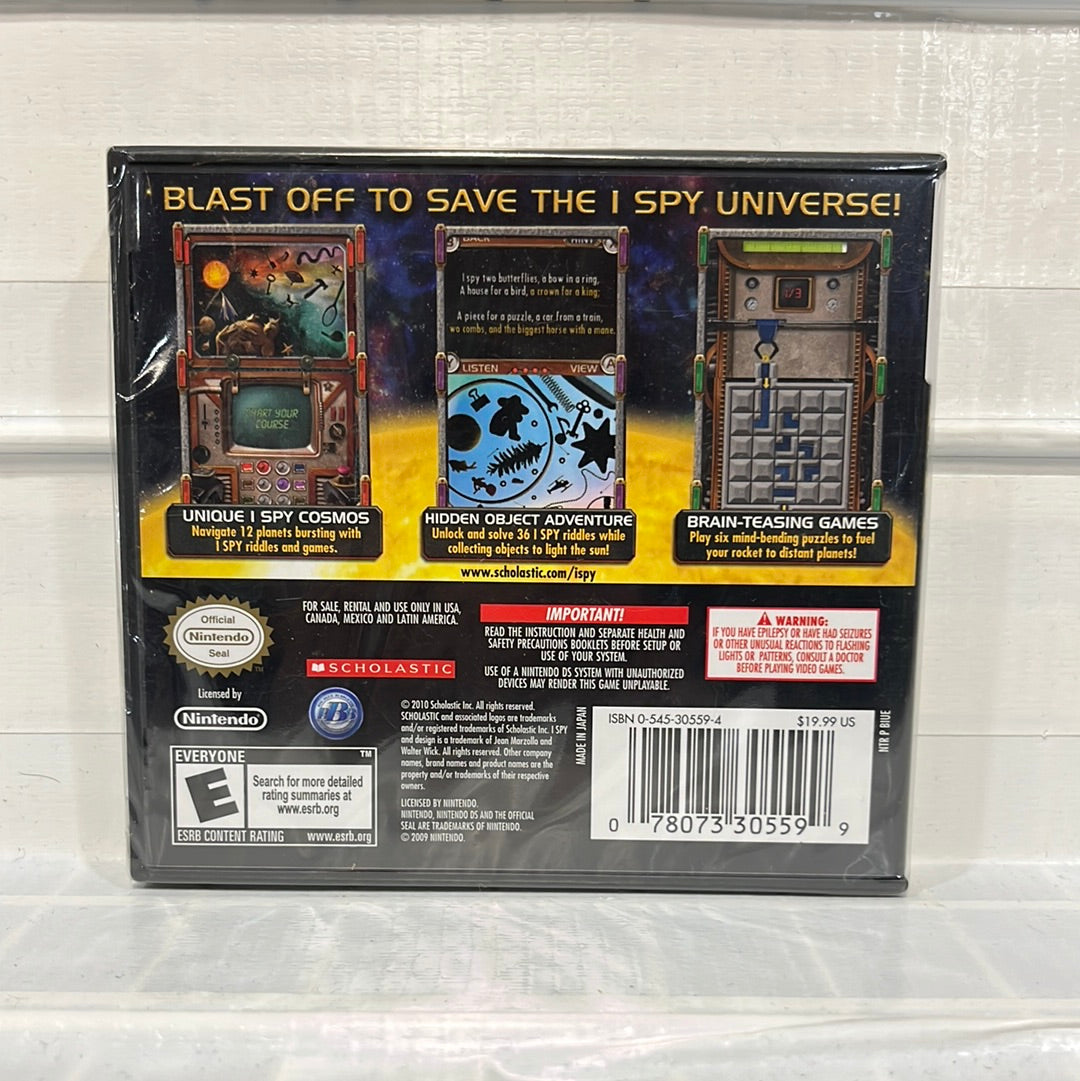 BLAST OFF TO SAVE THE I SPY UNIVERSE!
CHART YOUR
COURSE
BACK
HINT
I spy two butterflies, a bow in a ring,
A house for a bird, a crown for a king;
A piece for a puzzle, a car from a train,
wo combs, and the biggest horse with a mane.
Y LISTEN VIEW A
1/3
UNIQUE I SPY COSMOS
Navigate 12 planets bursting with
I SPY riddles and games.
HIDDEN OBJECT ADVENTURE
Unlock and solve 36 I SPY riddles while
collecting objects to light the sun!
BRAIN-TEASING GAMES
Play six mind-bending puzzles to fuel
your rocket to distant planets!
www.scholastic.com/ispy
Official
Nintendo
Seal
TM
Licensed by
Nintendo®
FOR SALE, RENTAL AND USE ONLY IN USA,
CANADA, MEXICO AND LATIN AMERICA.
SCHOLASTIC
IMPORTANT!
READ THE INSTRUCTION AND SEPARATE HEALTH AND
SAFETY PRECAUTIONS BOOKLETS BEFORE SETUP OR
USE OF YOUR SYSTEM.
USE OF A NINTENDO DS SYSTEM WITH UNAUTHORIZED
DEVICES MAY RENDER THIS GAME UNPLAYABLE.
WARNING:
IF YOU HAVE EPILEPSY OR HAVE HAD SEIZURES
OR OTHER UNUSUAL REACTIONS TO FLASHING
LIGHTS OR PATTERNS, CONSULT A DOCTOR
BEFORE PLAYING VIDEO GAMES.
© 2010 Scholastic Inc. All rights reserved.
SCHOLASTIC and associated logos are trademarks
and/or registered trademarks of Scholastic Inc. I SPY
and design is a trademark of Jean Marzollo and
Walter Wick. All rights reserved. Other company
names, brand names and product names are the
property and/or trademarks of their respective
owners.
LICENSED BY NINTENDO.
NINTENDO, NINTENDO DS AND THE OFFICIAL
SEAL ARE TRADEMARKS OF NINTENDO.
© 2009 NINTENDO.
EVERYONE TM
E
Search for more detailed
rating summaries at
www.esrb.org
ESRB CONTENT RATING www.esrb.org
MADE IN JAPAN
ISBN 0-545-30559-4 $19.99 US
0 78073 30559 9
NTR P BIUE